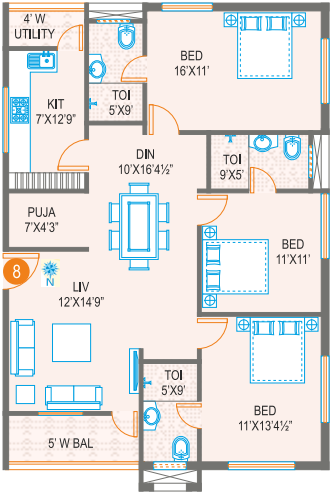 4' W
UTILITY
BED
16'X11'
KIT
7'X12'9"
TOI
5'X9'
DIN
10'X16'4½"
TOI
9'X5'
PUJA
7'X4'3"
BED
11'X11'
8
N
LIV
12'X14'9"
TOI
5'X9'
BED
11'X13'4½"
5' W BAL